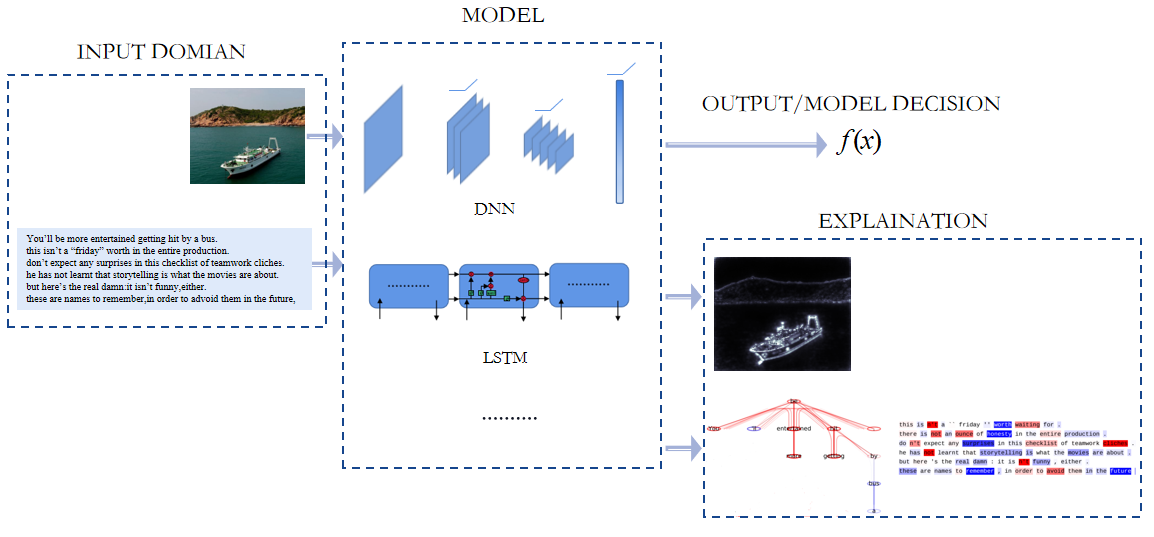 MODEL
INPUT DOMIAN
OUTPUT/MODEL DECISION
f(x)
DNN
You'll be more entertained getting hit by a bus.
this isn't a “friday” worth in the entire production.
don't expect any surprises in this checklist of teamwork cliches.
he has not learnt that storytelling is what the movies are about.
but here's the real damn:it isn't funny,either.
these are names to remember,in order to advoid them in the future,
............
............
LSTM
..........
EXPLAINATION
be
by
bus
this is n't a `` friday '' worth waiting for .
there is not an ounce of honesty in the entire production .
do n't expect any surprises in this checklist of teamwork cliches .
he has not learnt that storytelling is what the movies are about .
but here 's the real damn : it is n't funny , either .
these are names to remember , in order to avoid them in the future